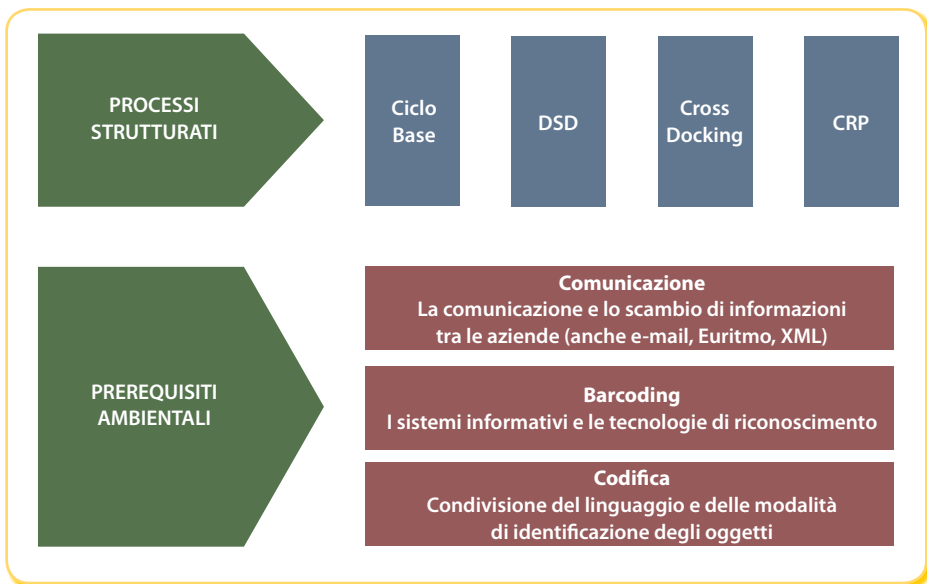 PROCESSI
STRUTTURATI
Ciclo
Base
DSD
Cross
Docking
CRP
PREREQUISITI
AMBIENTALI
Comunicazione
La comunicazione e lo scambio di informazioni
tra le aziende (anche e-mail, Euritmo, XML)
Barcoding
I sistemi informativi e le tecnologie di riconoscimento
Codifica
Condivisione del linguaggio e delle modalità
di identificazione degli oggetti